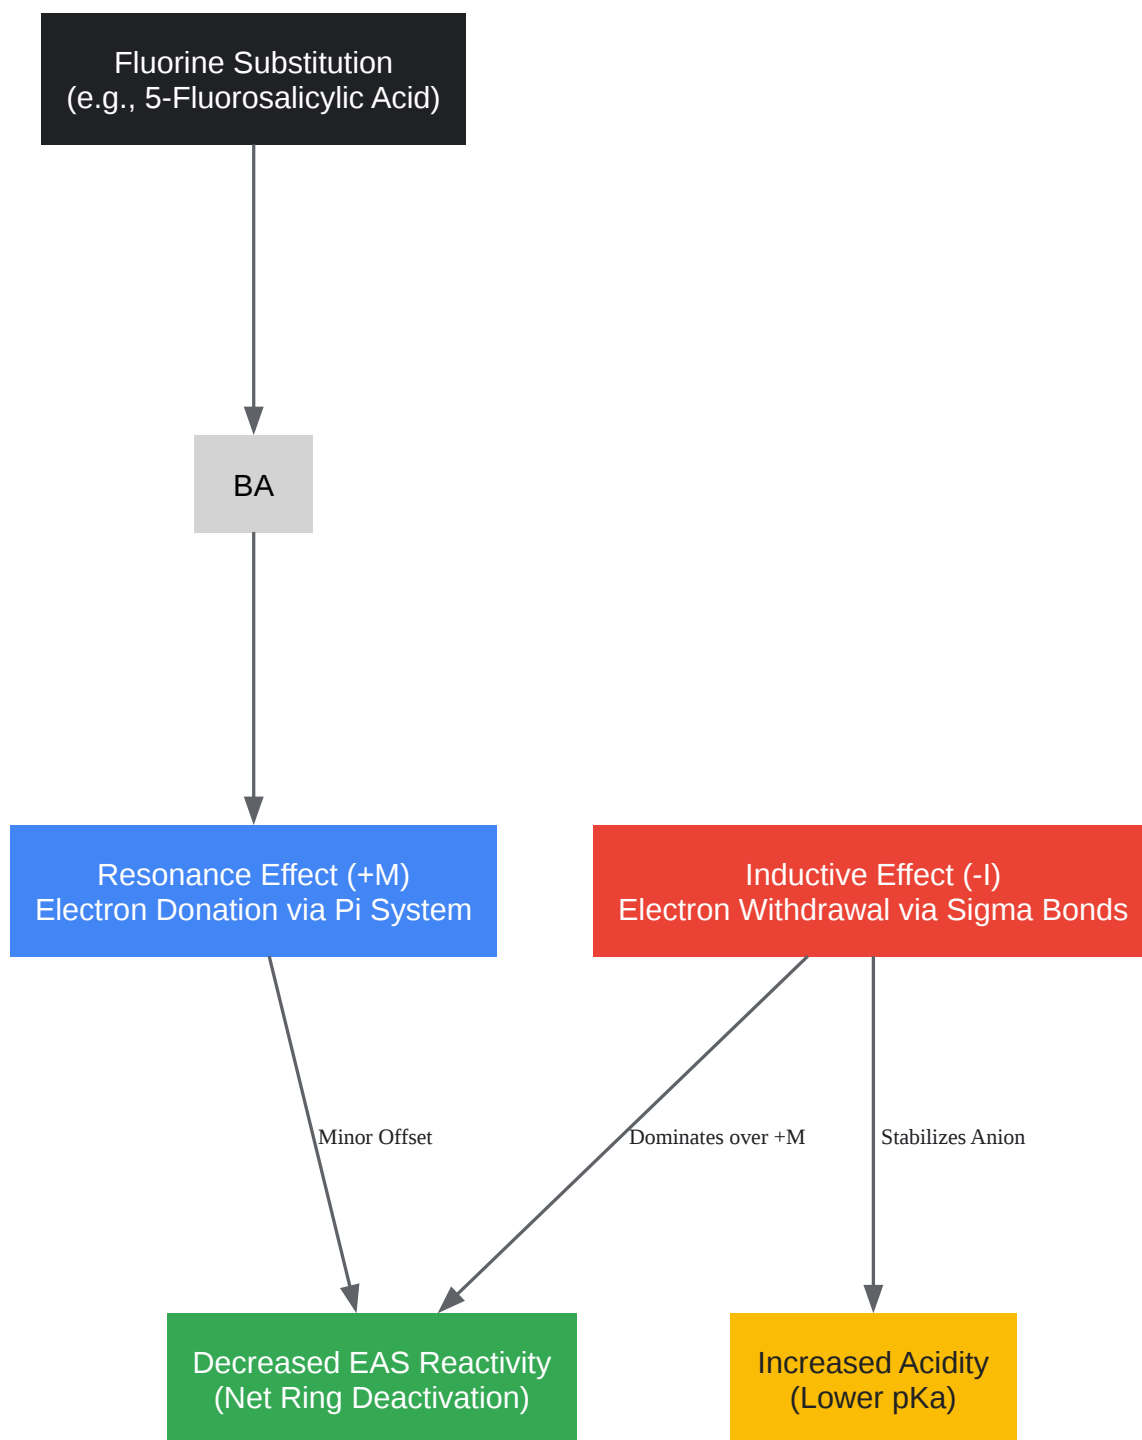 Fluorine Substitution
(e.g., 5-Fluorosalicylic Acid)
BA
Resonance Effect (+M)
Electron Donation via Pi System
Inductive Effect (-I)
Electron Withdrawal via Sigma Bonds
Minor Offset
Dominates over +M
Stabilizes Anion
Decreased EAS Reactivity
(Net Ring Deactivation)
Increased Acidity
(Lower pKa)